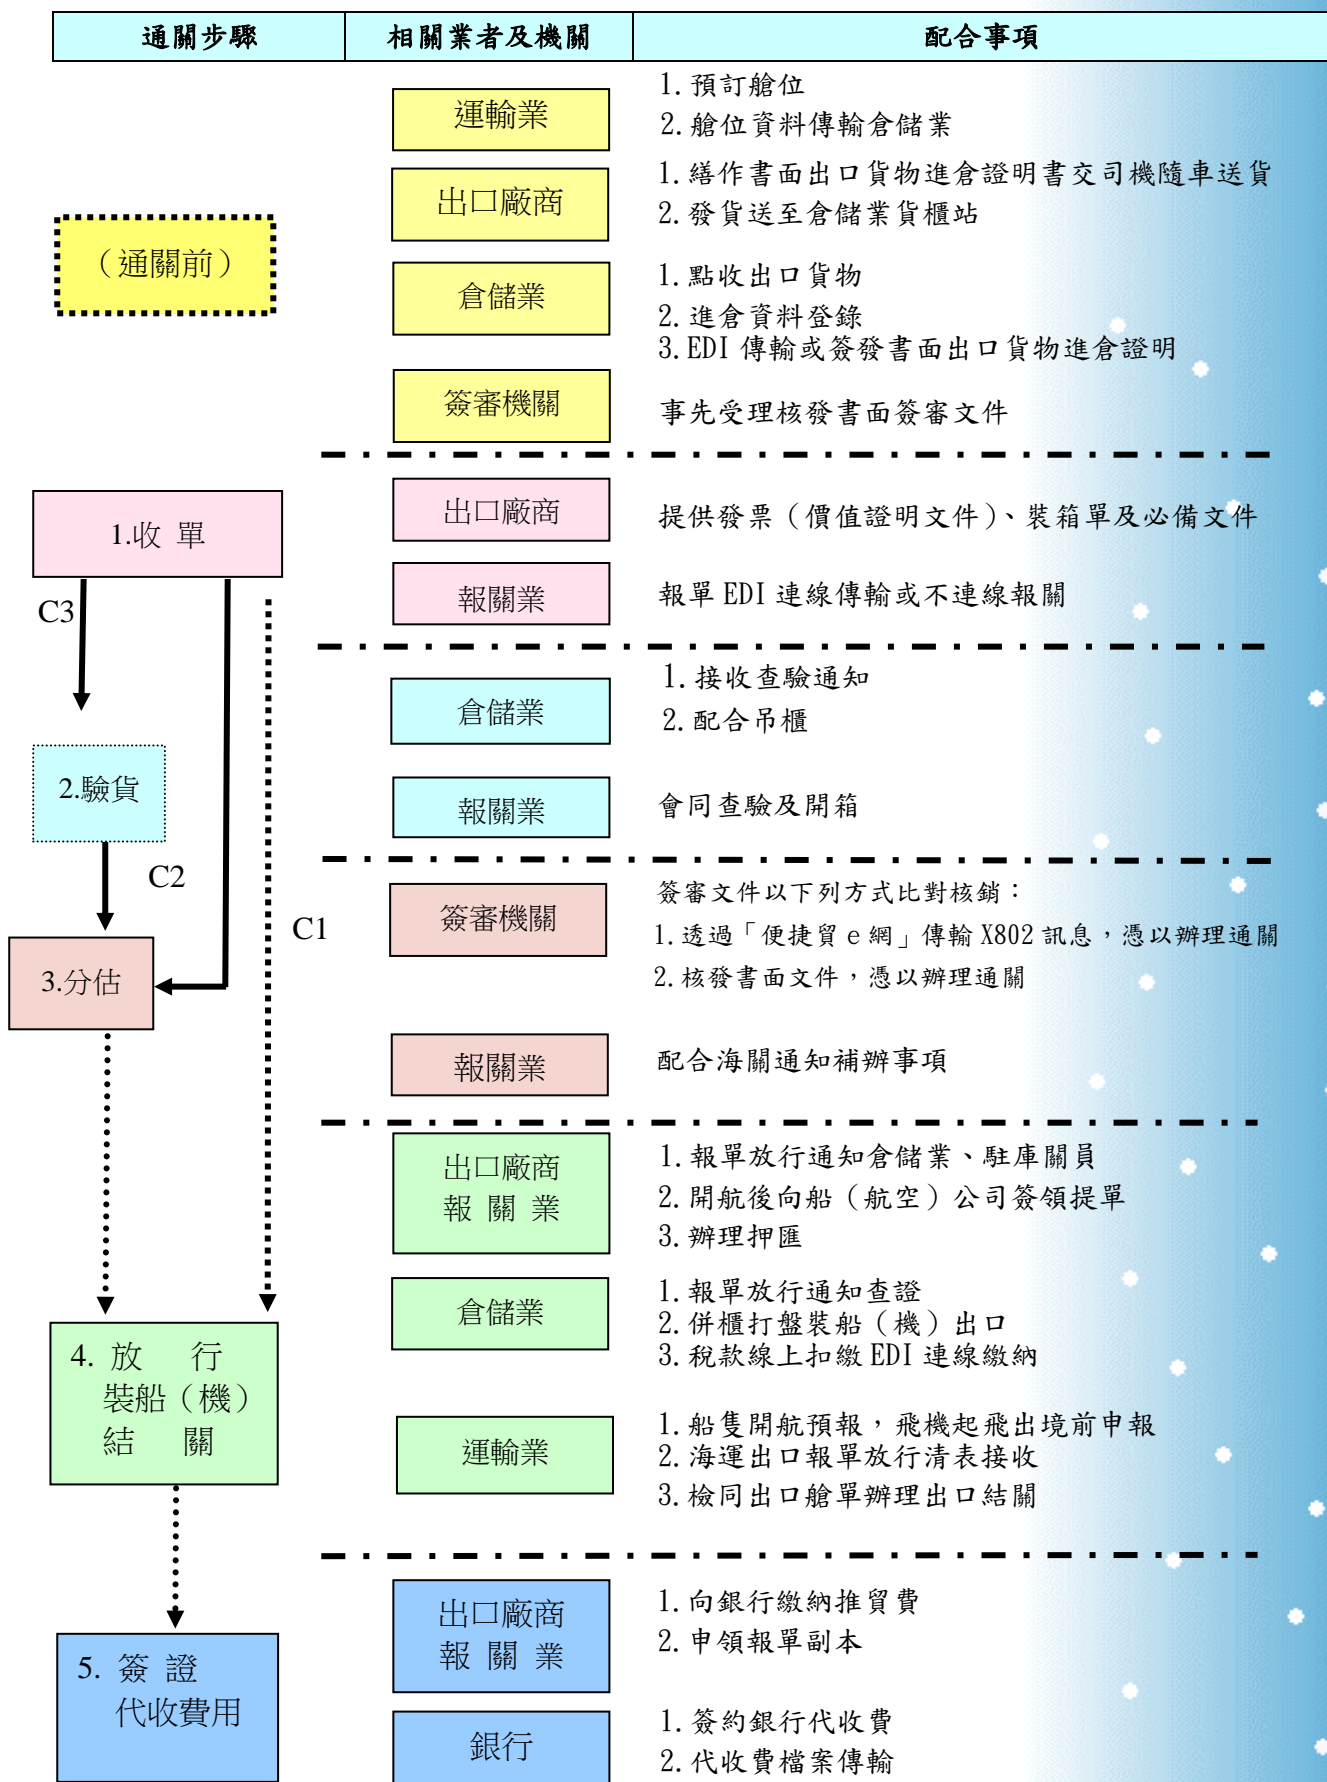 通關步驟 相關業者及機關 配合事項
（通關前）
運輸業
1.預訂艙位
2.艙位資料傳輸倉儲業
出口廠商
1.繕作書面出口貨物進倉證明書交司機隨車送貨
2.發貨送至倉儲業貨櫃站
倉儲業
1.點收出口貨物
2.進倉資料登錄
3.EDI 傳輸或簽發書面出口貨物進倉證明
簽審機關
事先受理核發書面簽審文件
1.收 單
出口廠商
提供發票（價值證明文件）、裝箱單及必備文件
報關業
報單 EDI 連線傳輸或不連線報關
C3
倉儲業
1.接收查驗通知
2.配合吊櫃
2.驗貨
報關業
會同查驗及開箱
C2
C1
簽審機關
簽審文件以下列方式比對核銷：
1.透過「便捷貿 e 網」傳輸 X802 訊息，憑以辦理通關
2.核發書面文件，憑以辦理通關
3.分估
報關業
配合海關通知補辦事項
出口廠商
報 關 業
1.報單放行通知倉儲業、駐庫關員
2.開航後向船（航空）公司簽領提單
3.辦理押匯
倉儲業
1.報單放行通知查證
2.併櫃打盤裝船（機）出口
3.稅款線上扣繳 EDI 連線繳納
4. 放 行
裝船（機）
結 關
運輸業
1.船隻開航預報，飛機起飛出境前申報
2.海運出口報單放行清表接收
3.檢同出口艙單辦理出口結關
5. 簽 證
代收費用
出口廠商
報 關 業
1.向銀行繳納推貿費
2.申領報單副本
銀行
1.簽約銀行代收費
2.代收費檔案傳輸